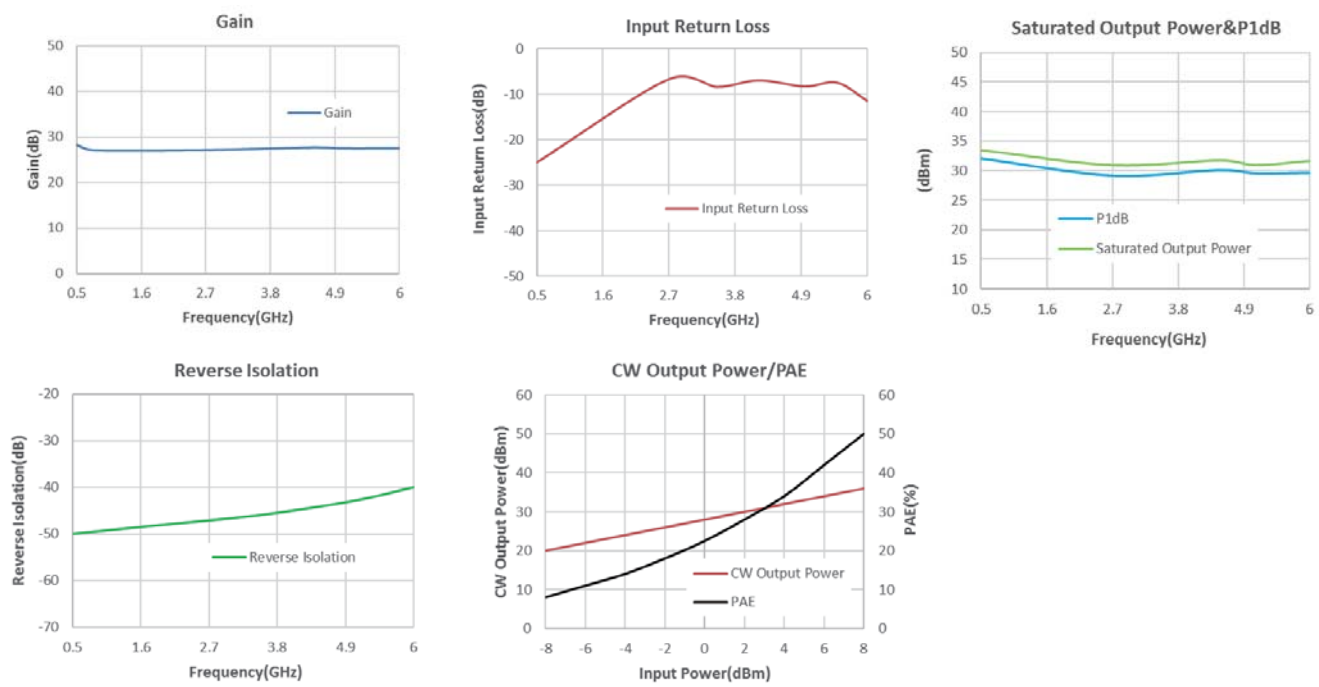 Gain
50
40
30
20
10
0
Gain(dB)
Gain
0.5 1.6 2.7 3.8 4.9 6
Frequency(GHz)
Input Return Loss
0
-10
-20
-30
-40
-50
Input Return Loss(dB)
Input Return Loss
0.5 1.6 2.7 3.8 4.9 6
Frequency(GHz)
Saturated Output Power&P1dB
50
45
40
35
30
25
20
15
10
(dBm)
P1dB
Saturated Output Power
0.5 1.6 2.7 3.8 4.9 6
Frequency(GHz)
Reverse Isolation
-20
-30
-40
-50
-60
-70
Reverse Isolation(dB)
Reverse Isolation
0.5 1.6 2.7 3.8 4.9 6
Frequency(GHz)
CW Output Power/PAE
60 60
50 50
40 40
30 30
20 20
10 10
0 0
CW Output Power(dBm)
PAE(%)
CW Output Power
PAE
-8 -6 -4 -2 0 2 4 6 8
Input Power(dBm)